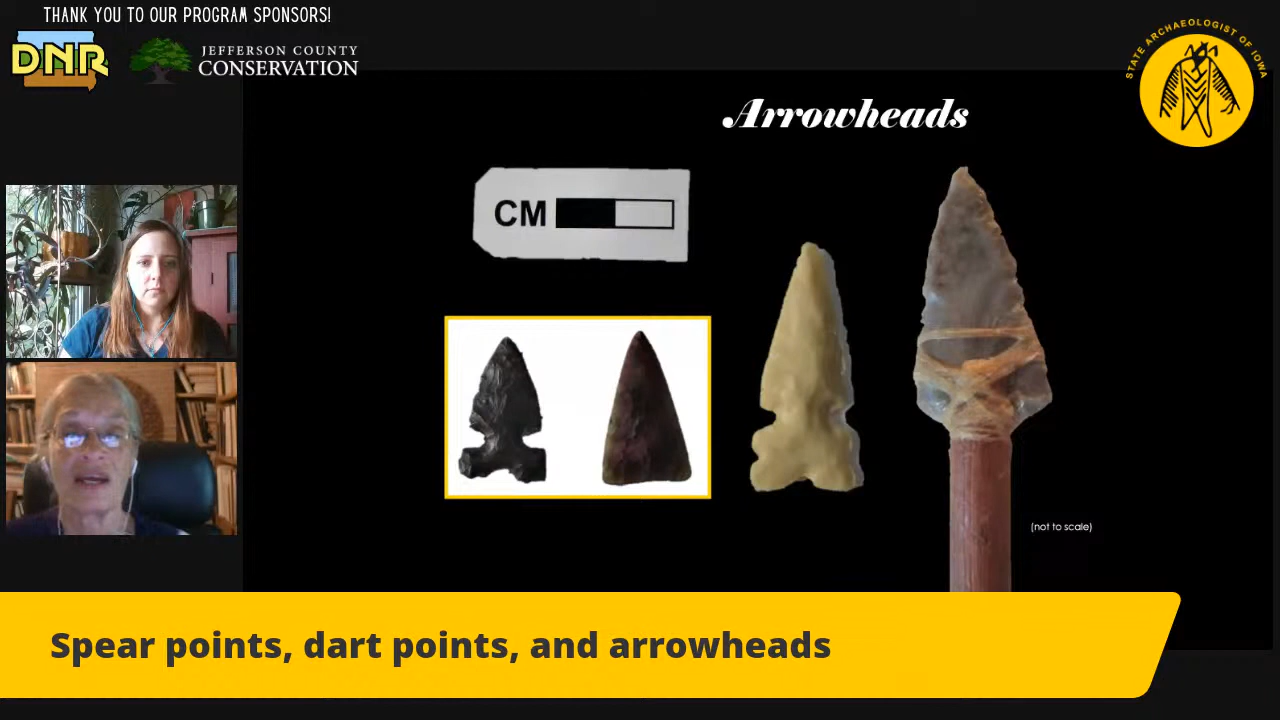 THANK YOU TO OUR PROGRAM SPONSORS!
DNR
JEFFERSON COUNTY
CONSERVATION
STATE ARCHAEOLOGIST OF IOWA
Arrowheads
CM
(not to scale)
Spear points, dart points, and arrowheads